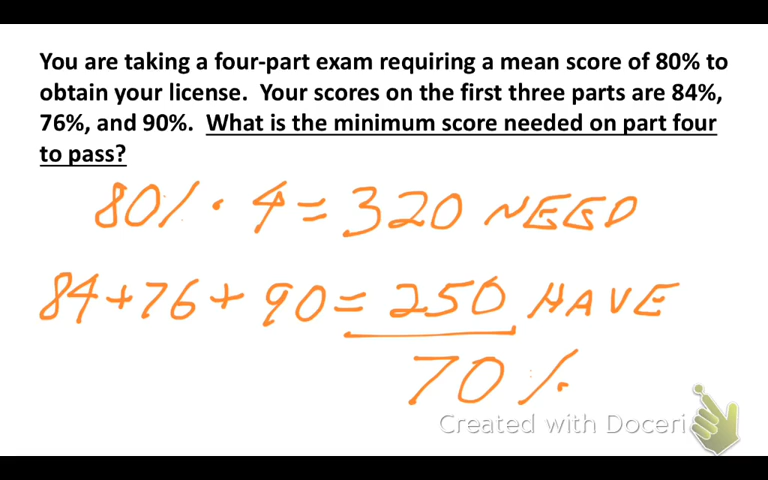 You are taking a four-part exam requiring a mean score of 80% to
obtain your license.  Your scores on the first three parts are 84%,
76%, and 90%.  What is the minimum score needed on part four
to pass?
80% · 4 = 320 NEED
84+76+90=250 HAVE
70%
Created with Doceri